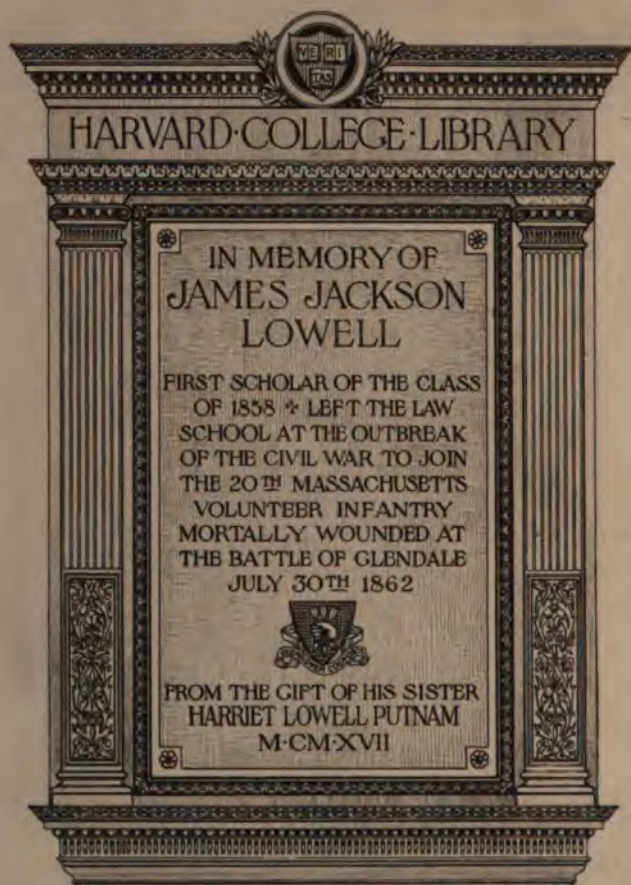 VE RI
TAS
HARVARD·COLLEGE·LIBRARY
IN MEMORY OF
JAMES JACKSON
LOWELL
FIRST SCHOLAR OF THE CLASS
OF 1858 ✣ LEFT THE LAW
SCHOOL AT THE OUTBREAK
OF THE CIVIL WAR TO JOIN
THE 20TH MASSACHUSETTS
VOLUNTEER INFANTRY
MORTALLY WOUNDED AT
THE BATTLE OF GLENDALE
JULY 30TH 1862
FROM THE GIFT OF HIS SISTER
HARRIET LOWELL PUTNAM
M·CM·XVII